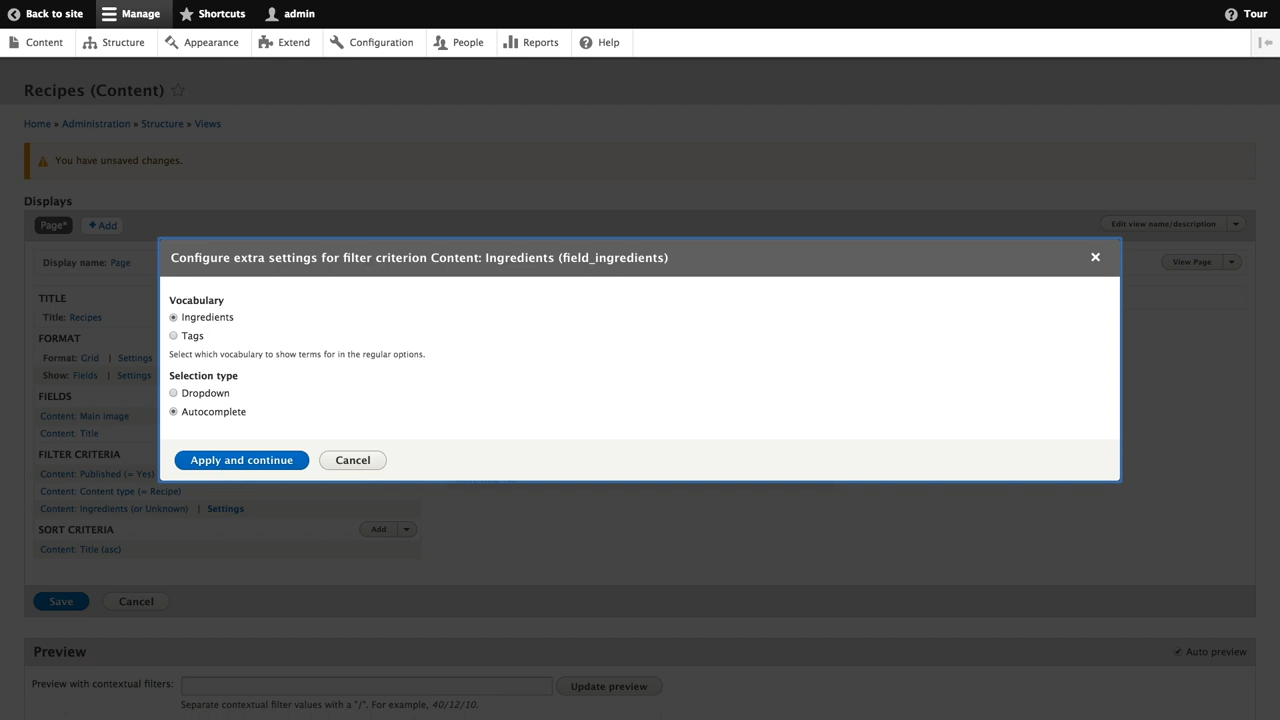 Back to site Manage Shortcuts admin Tour
Content Structure Appearance Extend Configuration People Reports Help
Recipes (Content)
Home » Administration » Structure » Views
You have unsaved changes.
Displays
Page* + Add Edit view name/description
Configure extra settings for filter criterion Content: Ingredients (field_ingredients)
Display name: Page View Page
Vocabulary
Ingredients
Tags
Select which vocabulary to show terms for in the regular options.
Selection type
Dropdown
Autocomplete
Apply and continue Cancel
TITLE
Title: Recipes
FORMAT
Format: Grid | Settings
Show: Fields | Settings
FIELDS
Content: Main image
Content: Title
FILTER CRITERIA
Content: Published (= Yes)
Content: Content type (= Recipe)
Content: Ingredients (or Unknown) | Settings
SORT CRITERIA Add
Content: Title (asc)
Save Cancel
Preview Auto preview
Preview with contextual filters: Update preview
Separate contextual filter values with a "/". For example, 40/12/10.